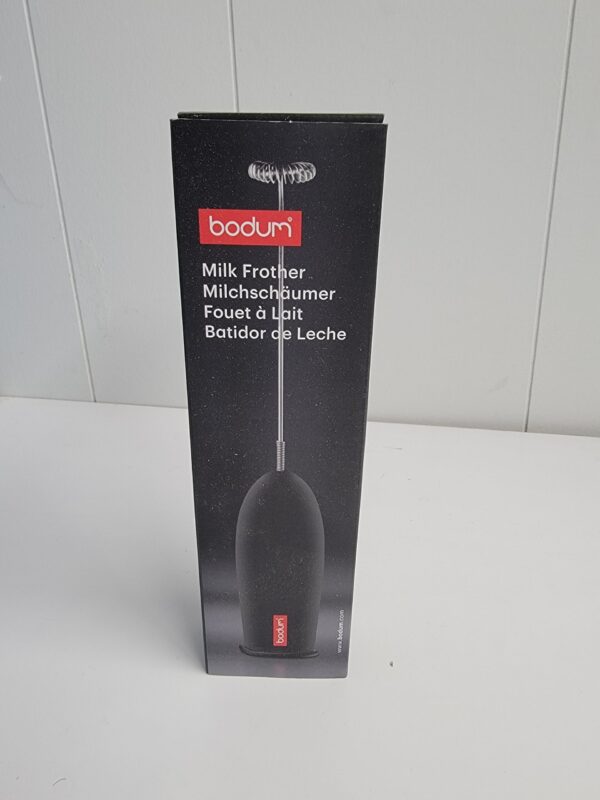 bodum®
Milk Frother
Milchschäumer
Fouet à Lait
Batidor de Leche
bodum
www.bodum.com